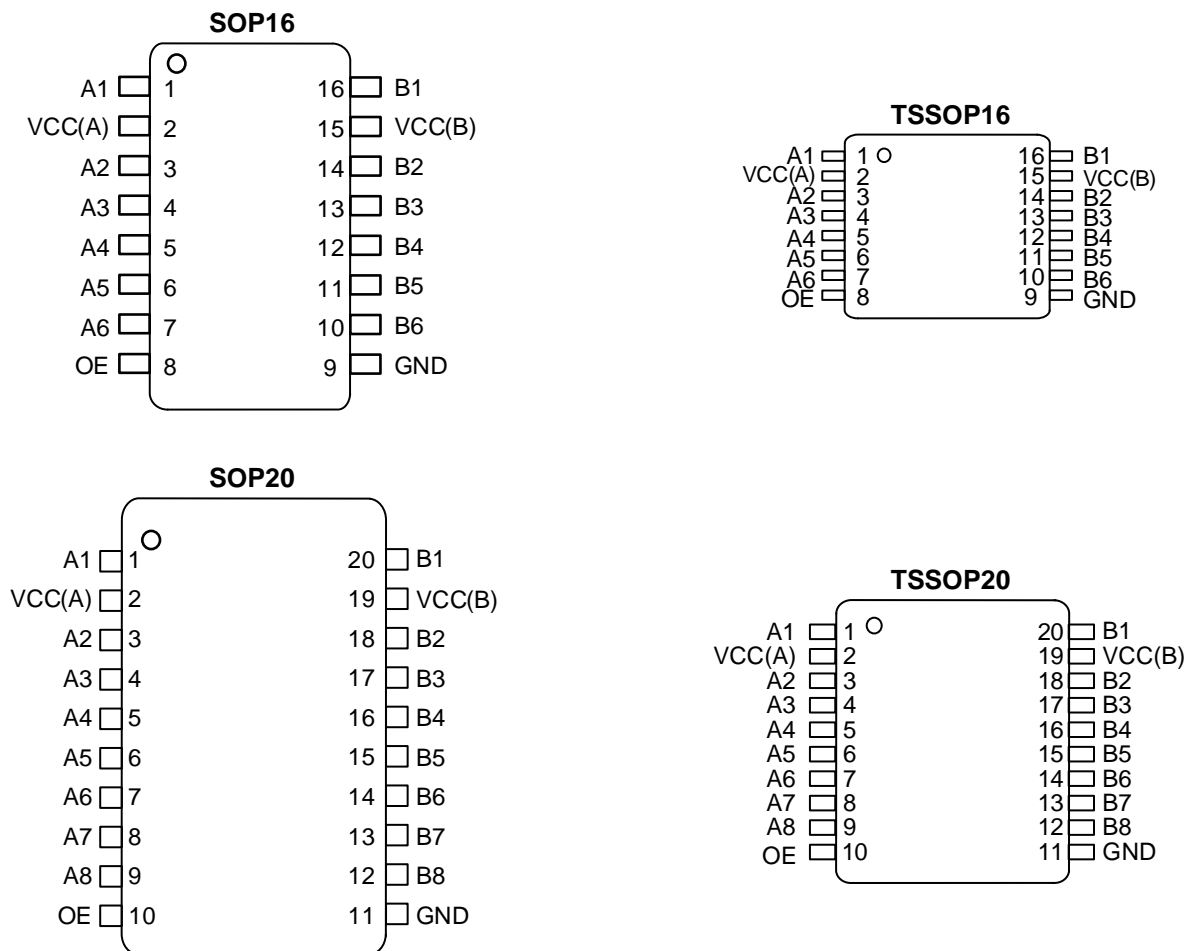 SOP16
A1 1 16 B1
VCC(A) 2 15 VCC(B)
A2 3 14 B2
A3 4 13 B3
A4 5 12 B4
A5 6 11 B5
A6 7 10 B6
OE 8 9 GND
TSSOP16
A1 1 16 B1
VCC(A) 2 15 VCC(B)
A2 3 14 B2
A3 4 13 B3
A4 5 12 B4
A5 6 11 B5
A6 7 10 B6
OE 8 9 GND
SOP20
A1 1 20 B1
VCC(A) 2 19 VCC(B)
A2 3 18 B2
A3 4 17 B3
A4 5 16 B4
A5 6 15 B5
A6 7 14 B6
A7 8 13 B7
A8 9 12 B8
OE 10 11 GND
TSSOP20
A1 1 20 B1
VCC(A) 2 19 VCC(B)
A2 3 18 B2
A3 4 17 B3
A4 5 16 B4
A5 6 15 B5
A6 7 14 B6
A7 8 13 B7
A8 9 12 B8
OE 10 11 GND